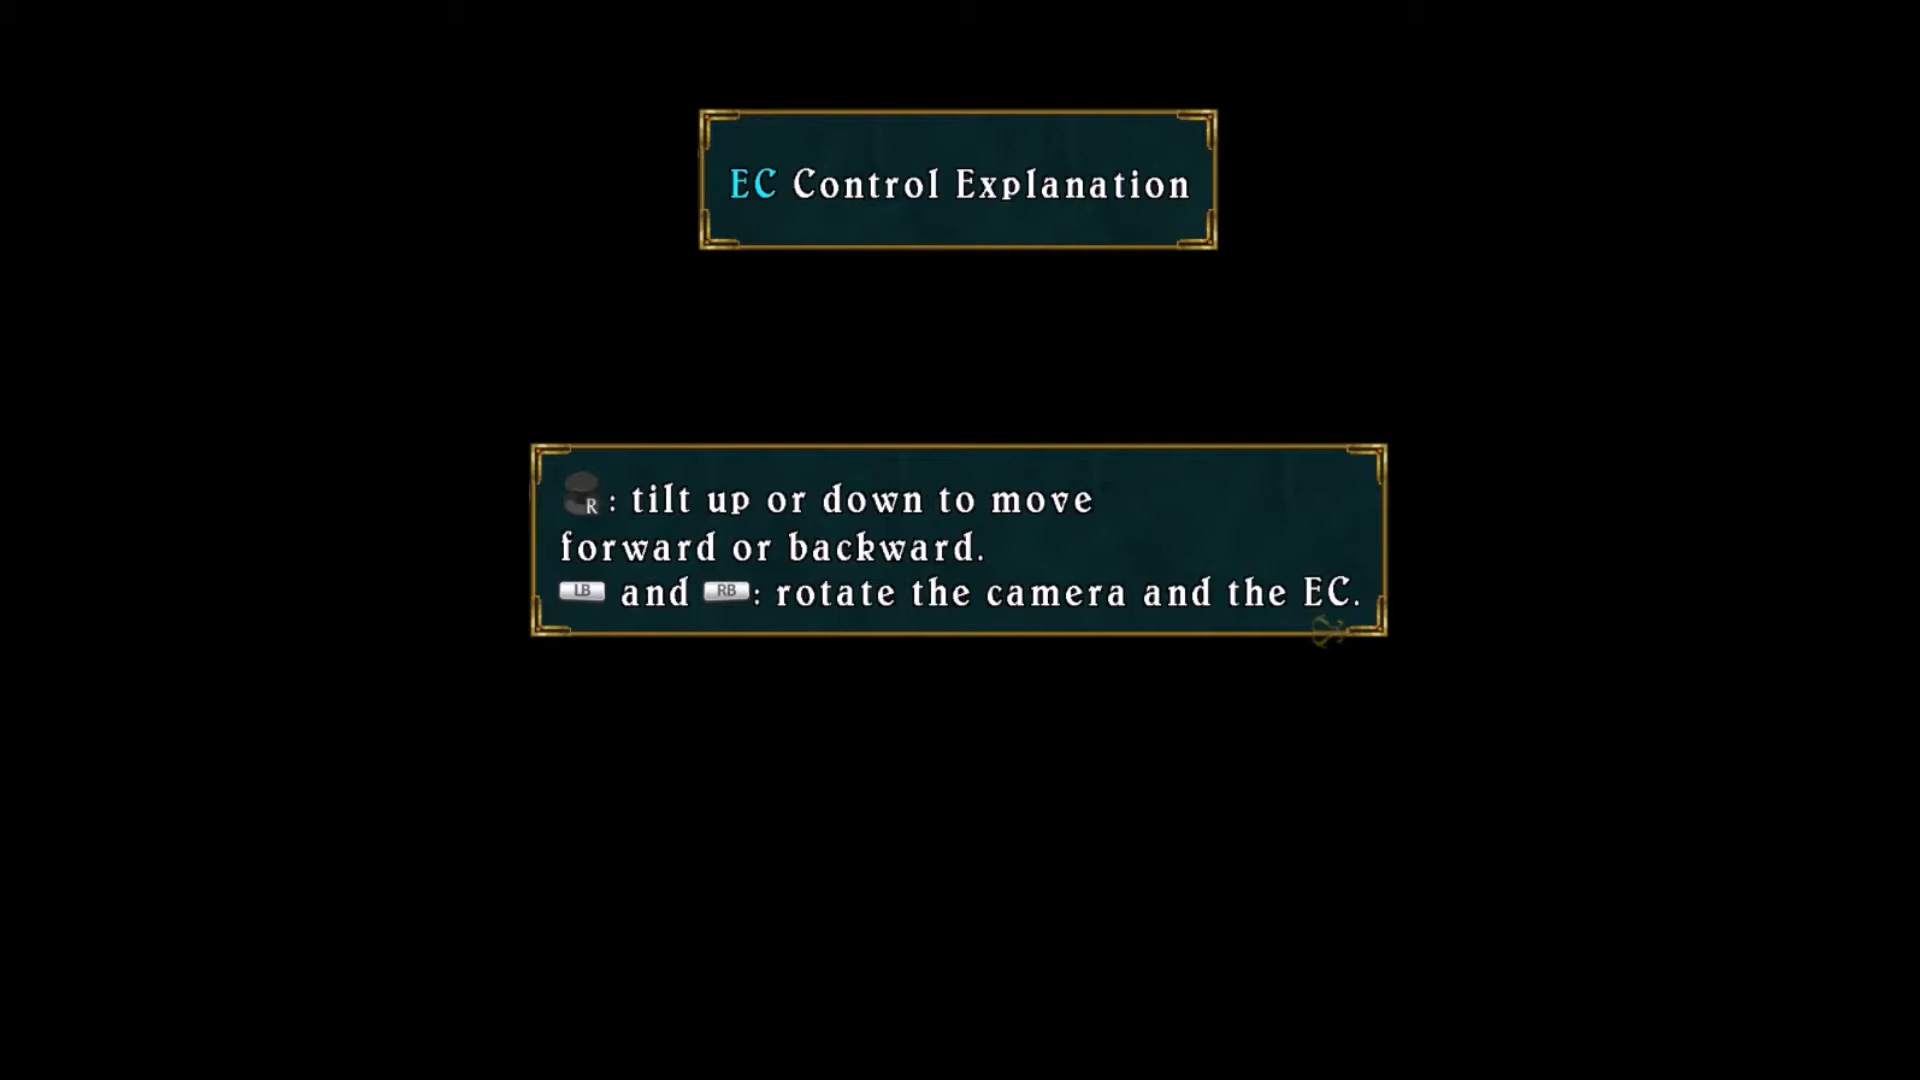 EC Control Explanation
R : tilt up or down to move
forward or backward.
LB and RB: rotate the camera and the EC.